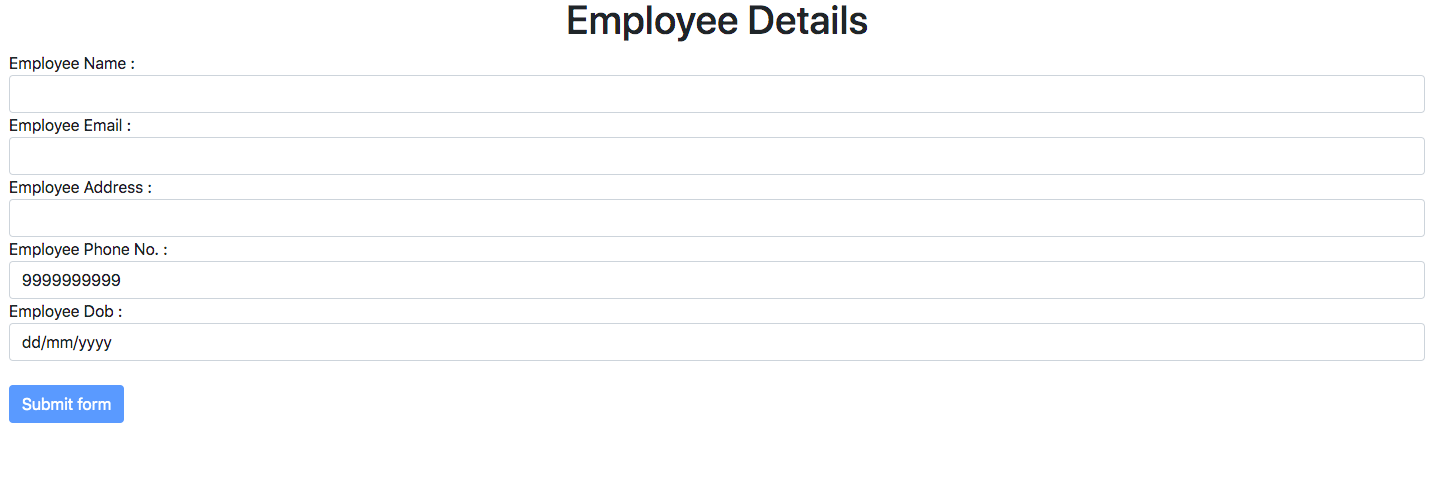 Employee Details
Employee Name :
Employee Email :
Employee Address :
Employee Phone No. :
9999999999
Employee Dob :
dd/mm/yyyy
Submit form